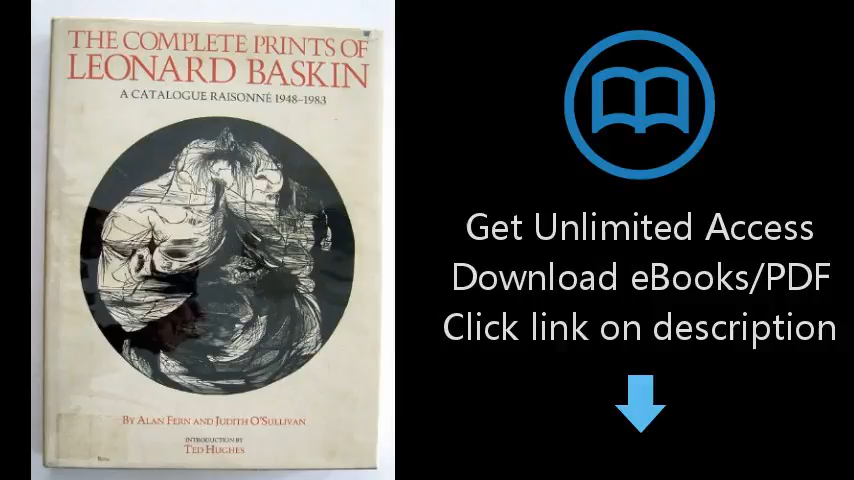 THE COMPLETE PRINTS OF
LEONARD BASKIN
A CATALOGUE RAISONNÉ 1948–1983
BY ALAN FERN AND JUDITH O'SULLIVAN
INTRODUCTION BY
TED HUGHES
Get Unlimited Access
Download eBooks/PDF
Click link on description